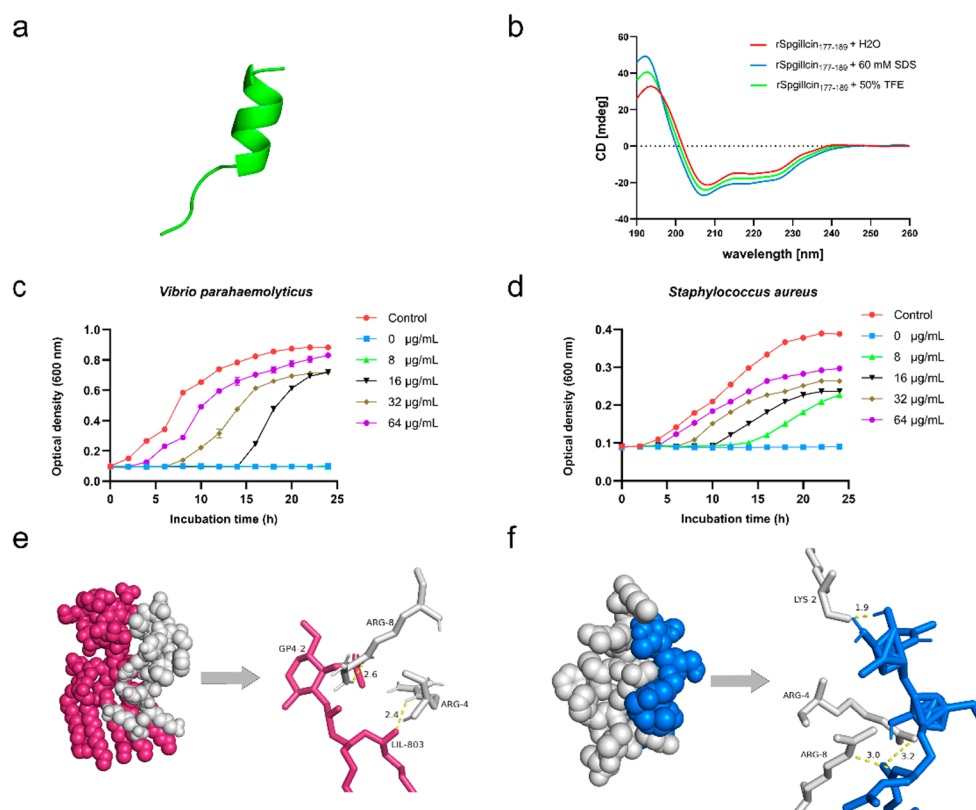 a
b
rSpgillcin177-189 + H2O
rSpgillcin177-189 + 60 mM SDS
rSpgillcin177-189 + 50% TFE
CD [mdeg]
60
40
20
0
-20
-40
190
200
210
220
230
240
250
260
wavelength [nm]
c
Vibrio parahaemolyticus
Optical density (600 nm)
1.0
0.8
0.6
0.4
0.2
0.0
0
5
10
15
20
25
Incubation time (h)
Control
0 µg/mL
8 µg/mL
16 µg/mL
32 µg/mL
64 µg/mL
d
Staphylococcus aureus
Optical density (600 nm)
0.4
0.3
0.2
0.1
0.0
0
5
10
15
20
25
Incubation time (h)
Control
0 µg/mL
8 µg/mL
16 µg/mL
32 µg/mL
64 µg/mL
e
ARG-8
GP4-2
2.6
ARG-4
2.4
LIL-803
f
LYS 2
1.9
ARG-4
ARG-8
3.0
3.2